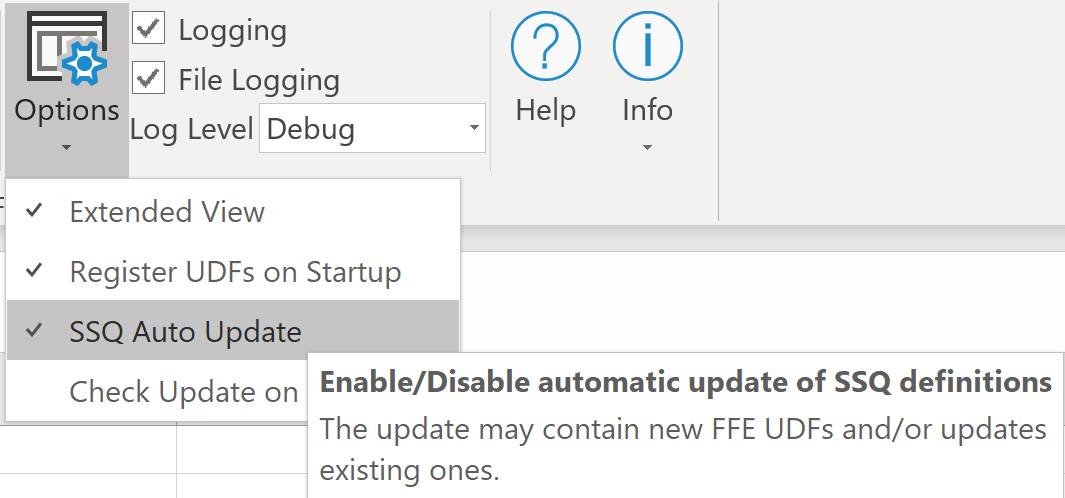 Logging
File Logging
Options
Log Level Debug
Help
Info
Extended View
Register UDFs on Startup
SSQ Auto Update
Check Update on
Enable/Disable automatic update of SSQ definitions
The update may contain new FFE UDFs and/or updates
existing ones.